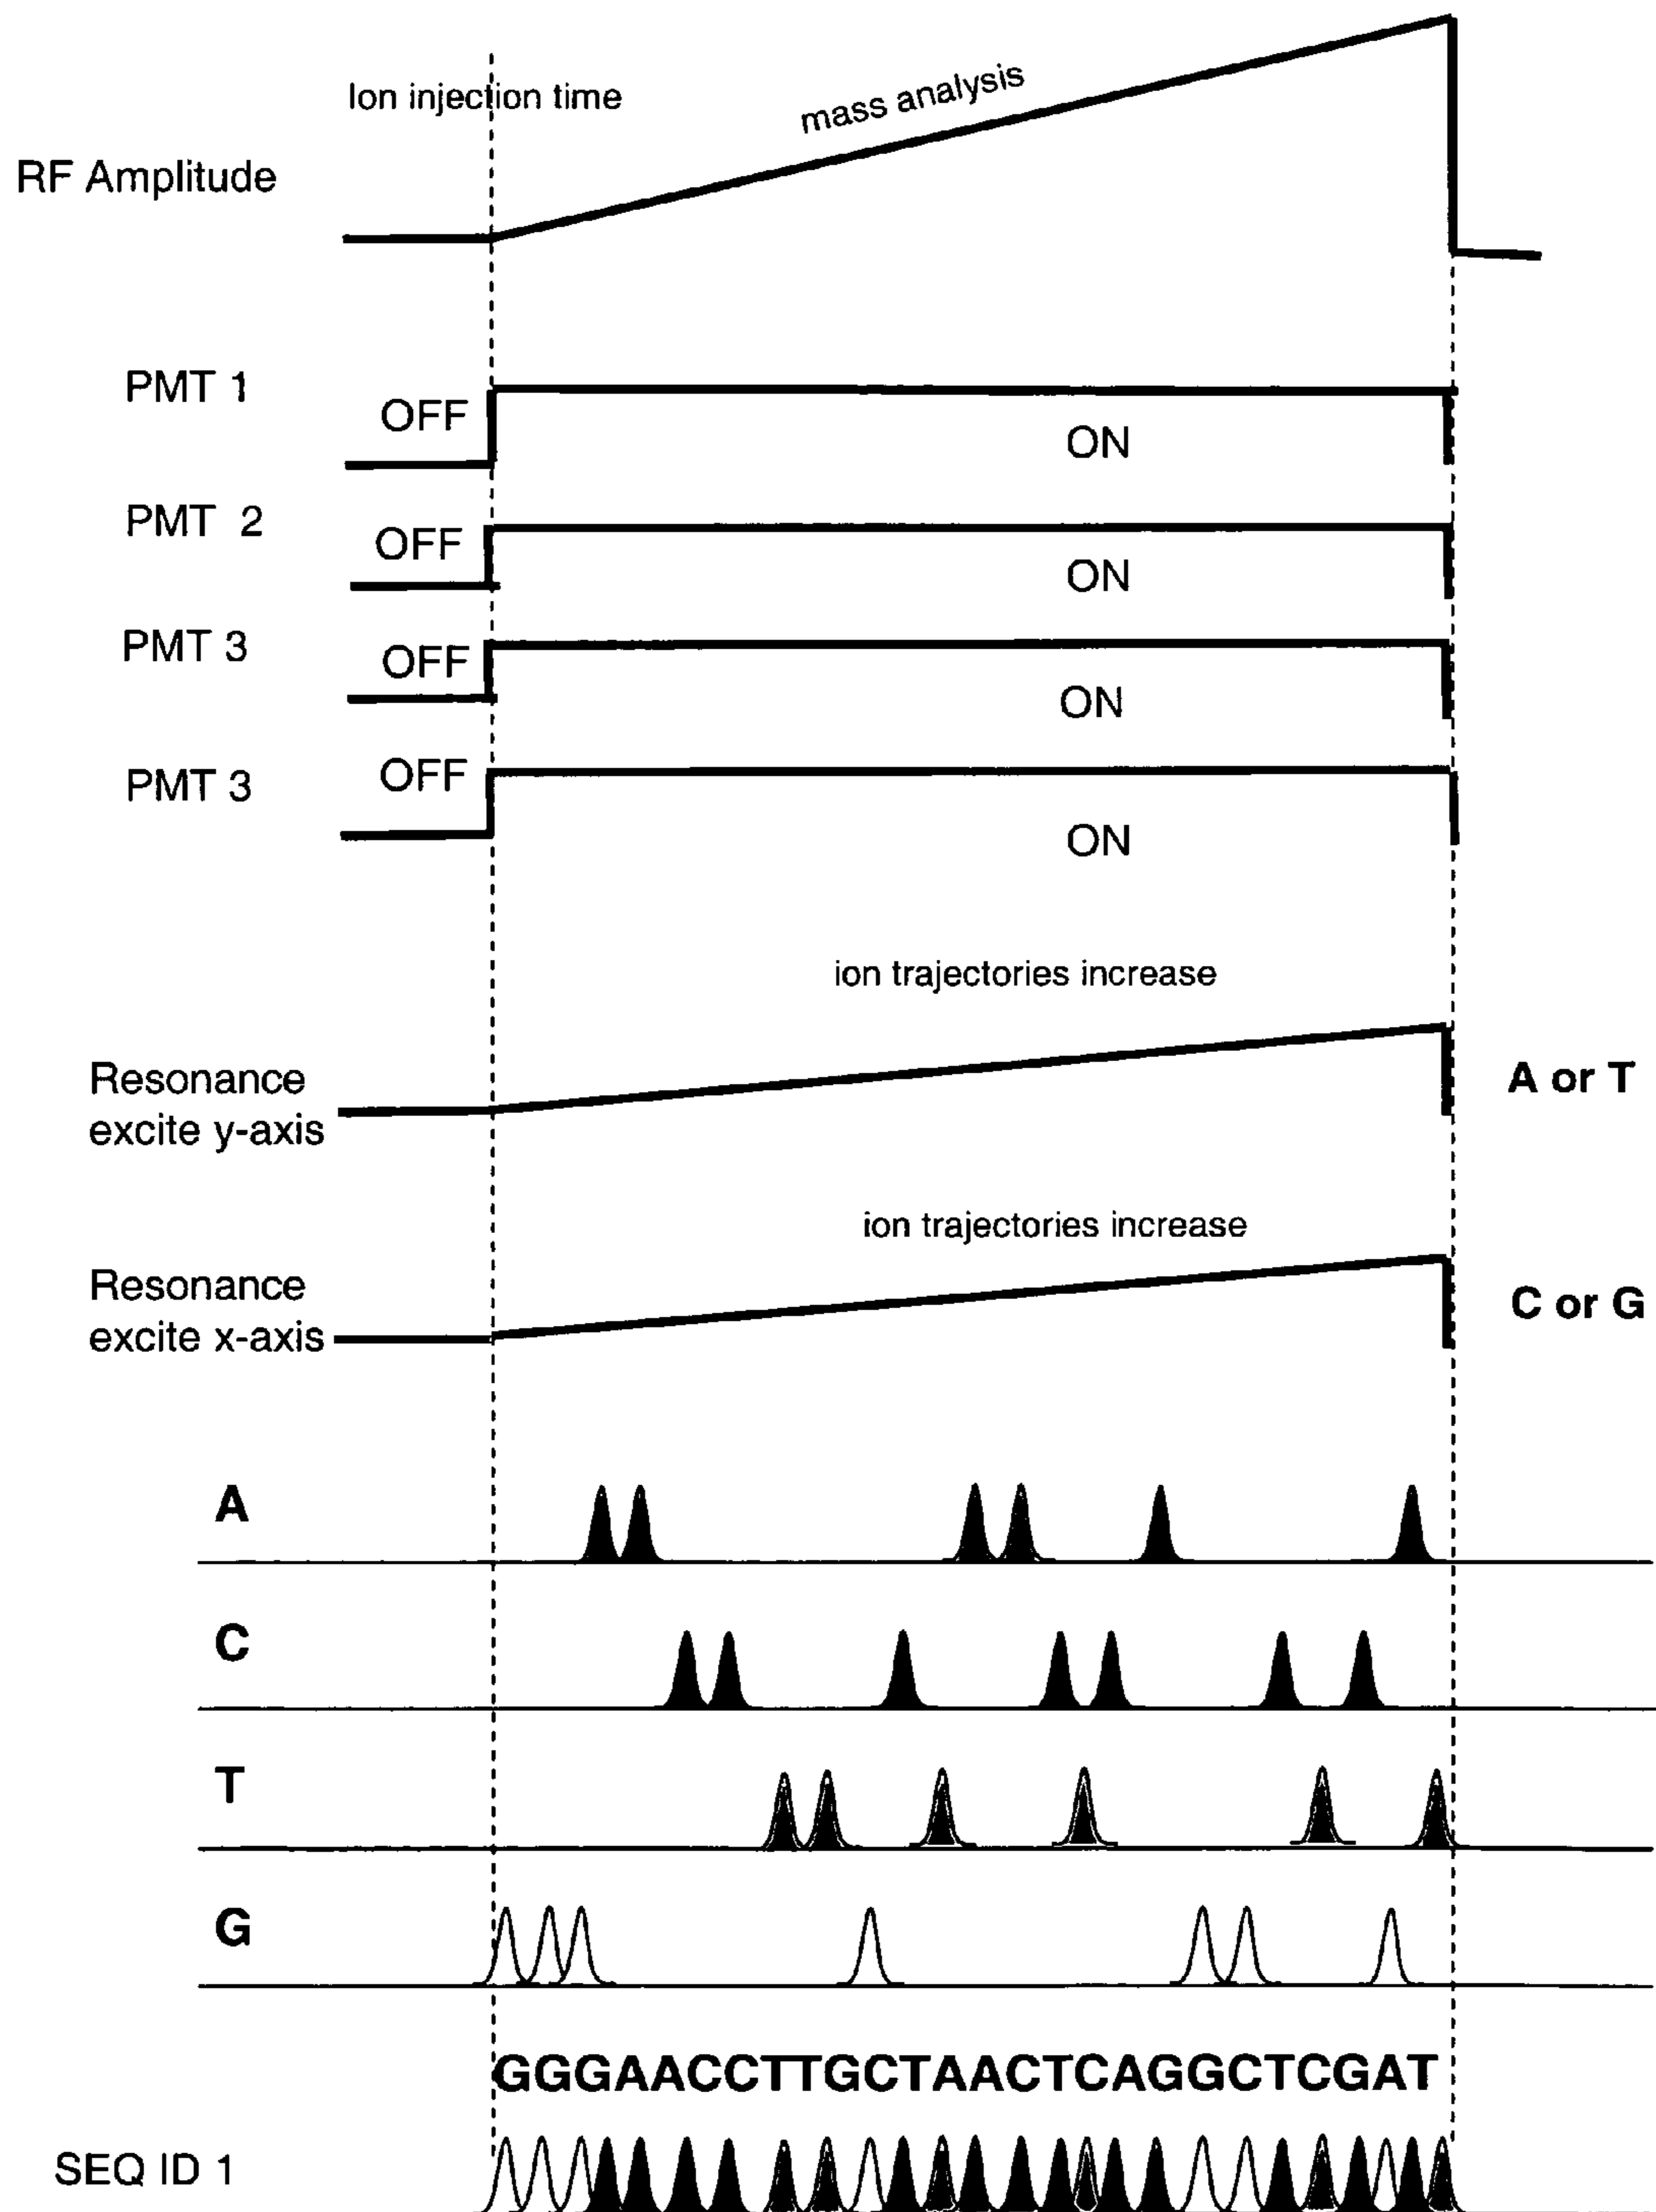 Ion injection time
mass analysis
RF Amplitude
PMT 1
OFF
ON
PMT 2
OFF
ON
PMT 3
OFF
ON
PMT 3
OFF
ON
ion trajectories increase
Resonance
excite y-axis
A or T
ion trajectories increase
Resonance
excite x-axis
C or G
A
C
T
G
GGGAACCTTGCTAACTCAGGCTCGAT
SEQ ID 1